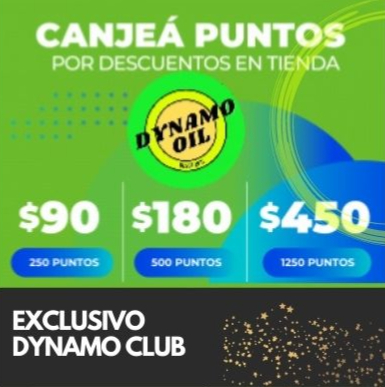 CANJEÁ PUNTOS
POR DESCUENTOS EN TIENDA
DYNAMO
OIL
$90 $180 $450
250 PUNTOS 500 PUNTOS 1250 PUNTOS
EXCLUSIVO
DYNAMO CLUB